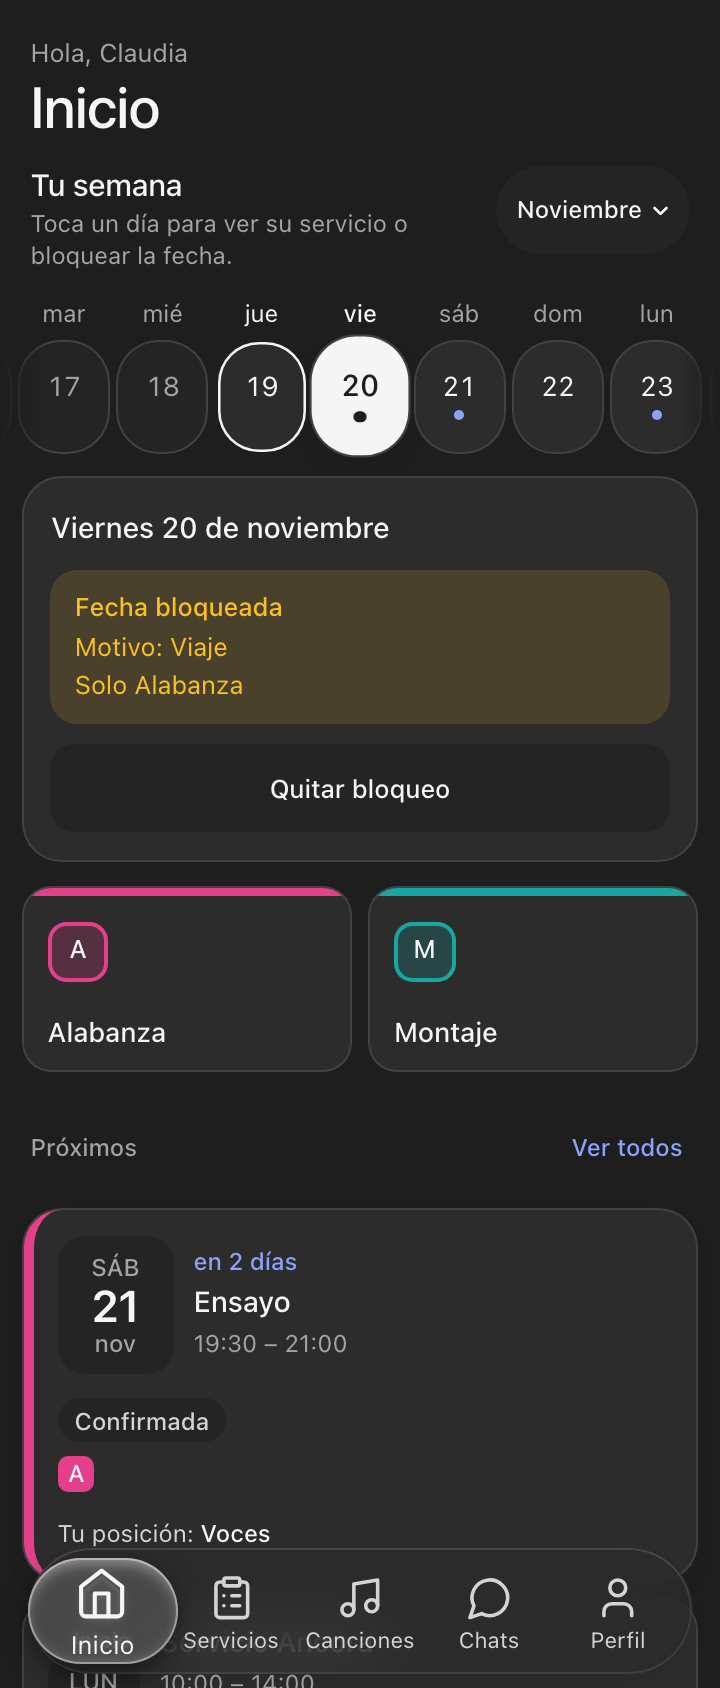 Hola, Claudia
Inicio
Tu semana
Toca un día para ver su servicio o
bloquear la fecha.
Noviembre
mar mié jue vie sáb dom lun
17 18 19 20 21 22 23
Viernes 20 de noviembre
Fecha bloqueada
Motivo: Viaje
Solo Alabanza
Quitar bloqueo
A
Alabanza
M
Montaje
Próximos
Ver todos
SÁB
21
nov
en 2 días
Ensayo
19:30 – 21:00
Confirmada
A
Tu posición: Voces
Inicio
Servicios
Canciones
Chats
Perfil
LUN
10:00 – 14:00